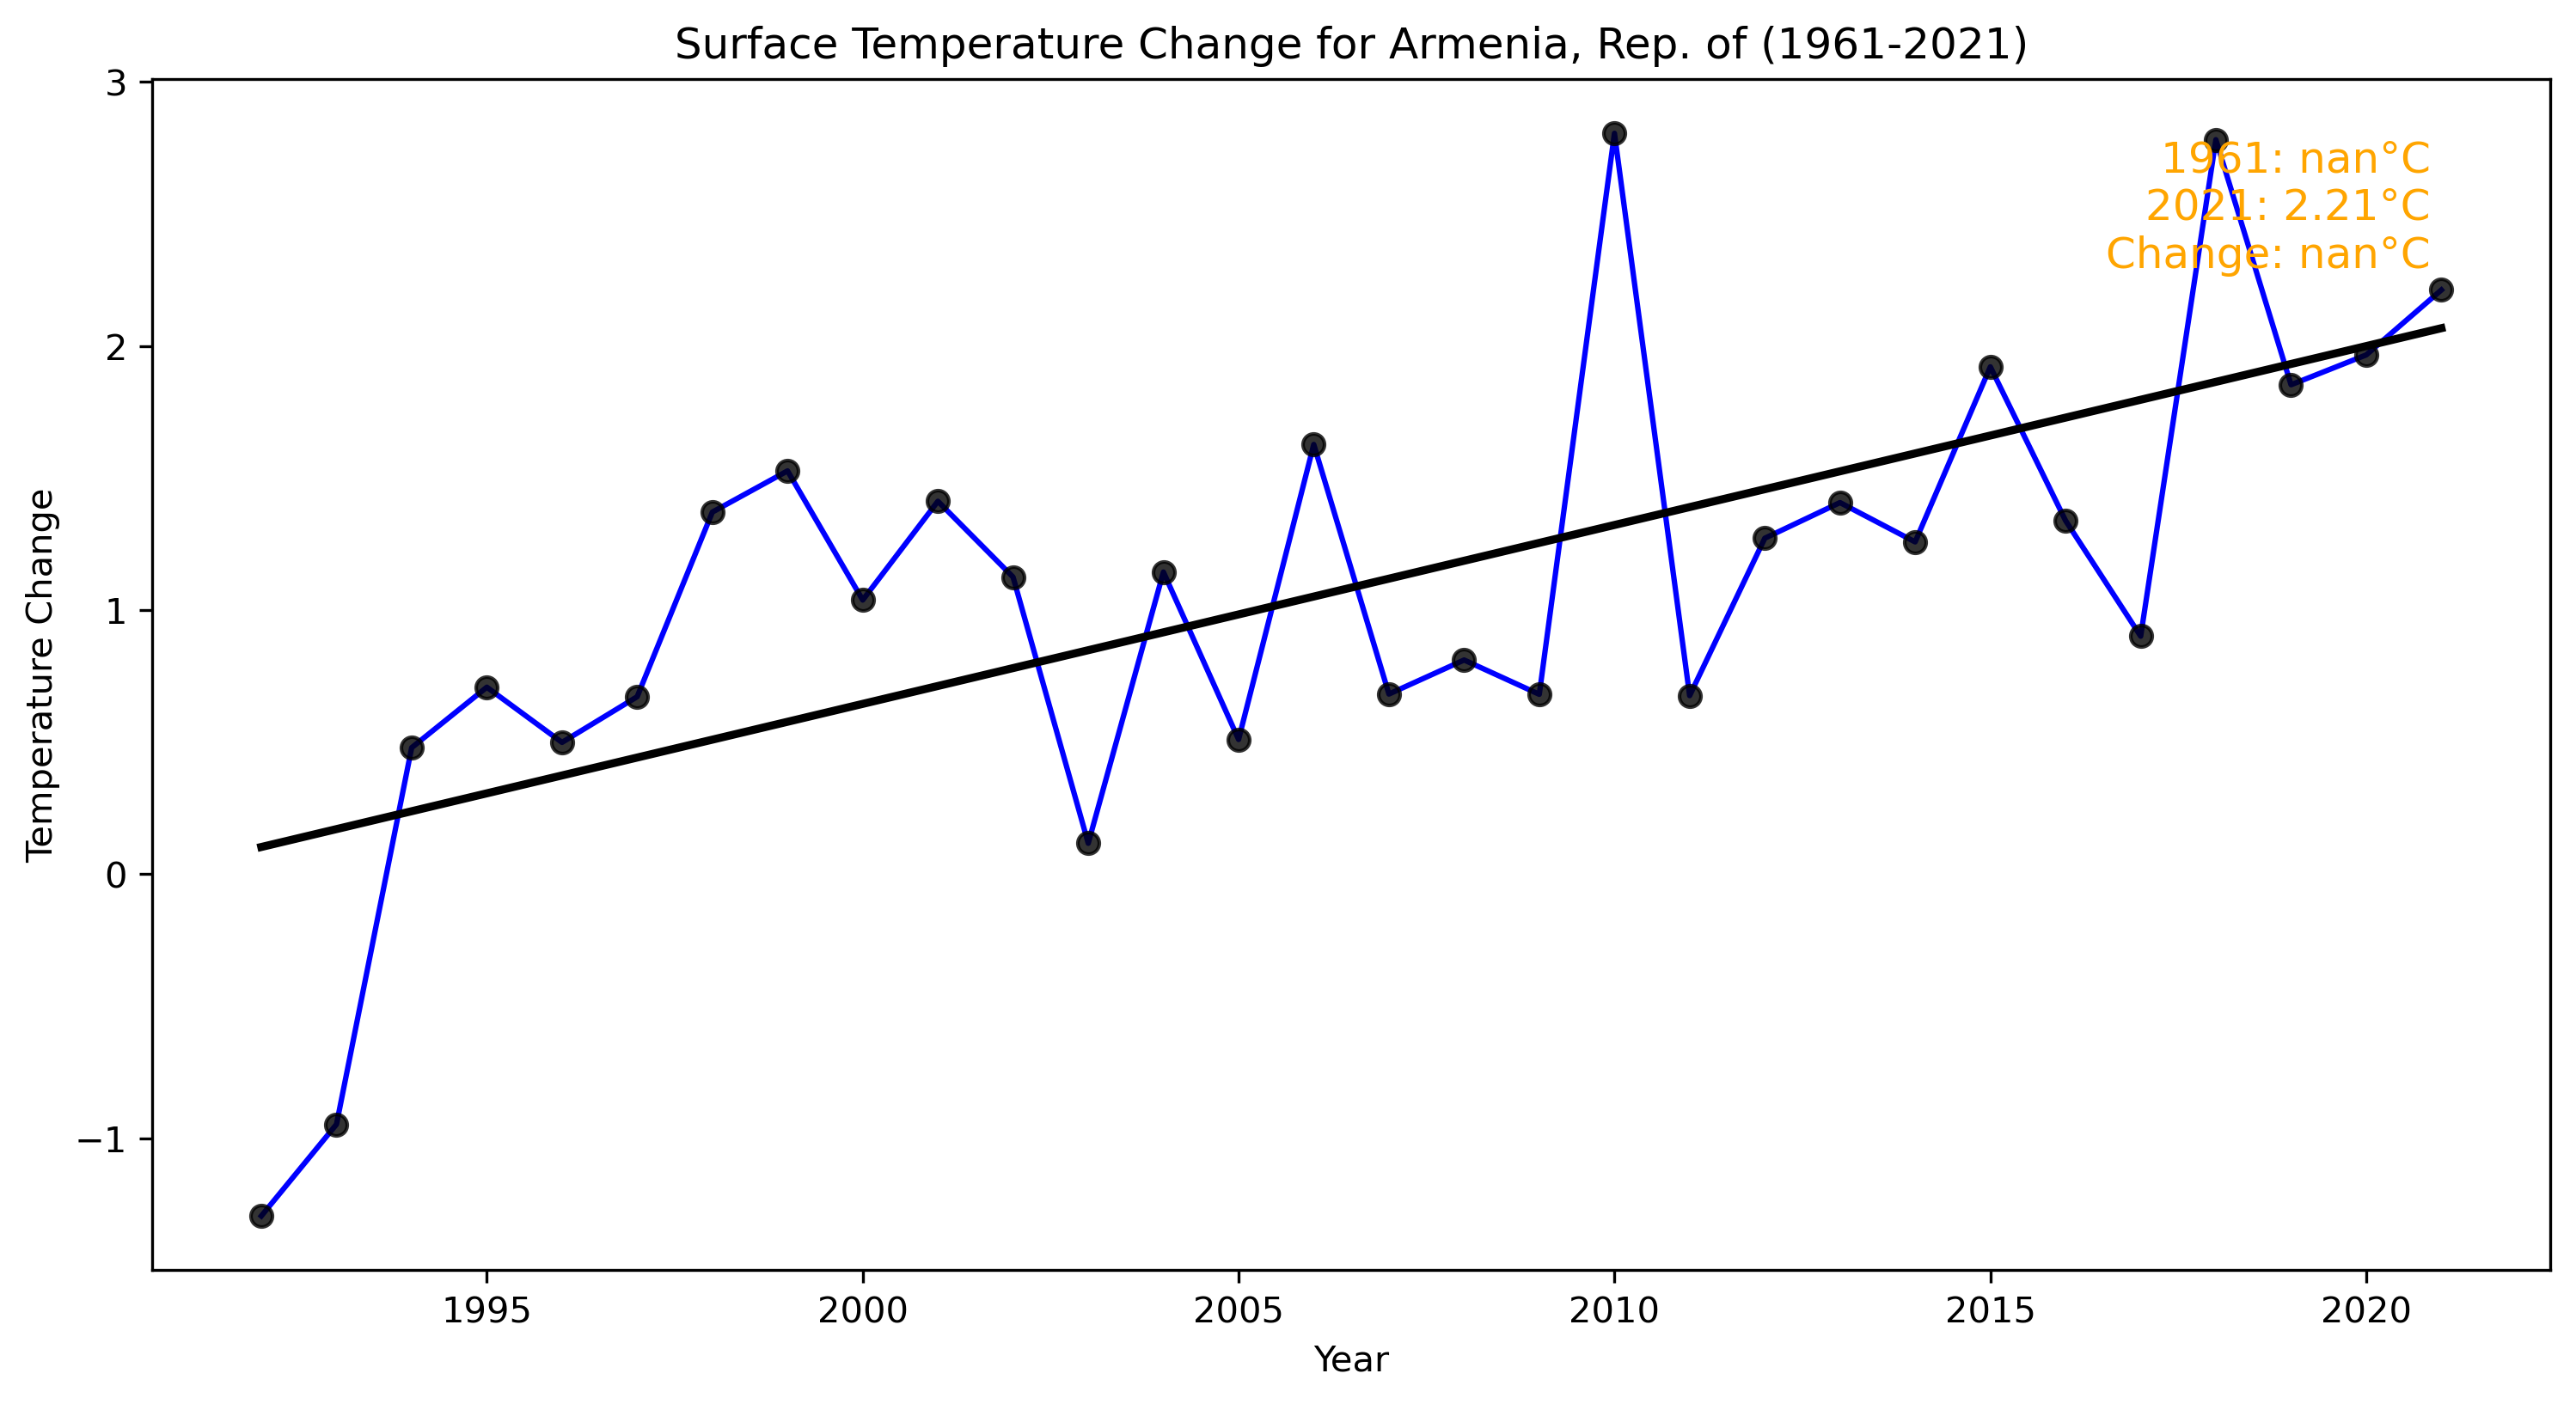 Surface Temperature Change for Armenia, Rep. of (1961-2021)
3
2
1
0
−1
Temperature Change
1961: nan°C
2021: 2.21°C
Change: nan°C
1995
2000
2005
2010
2015
2020
Year